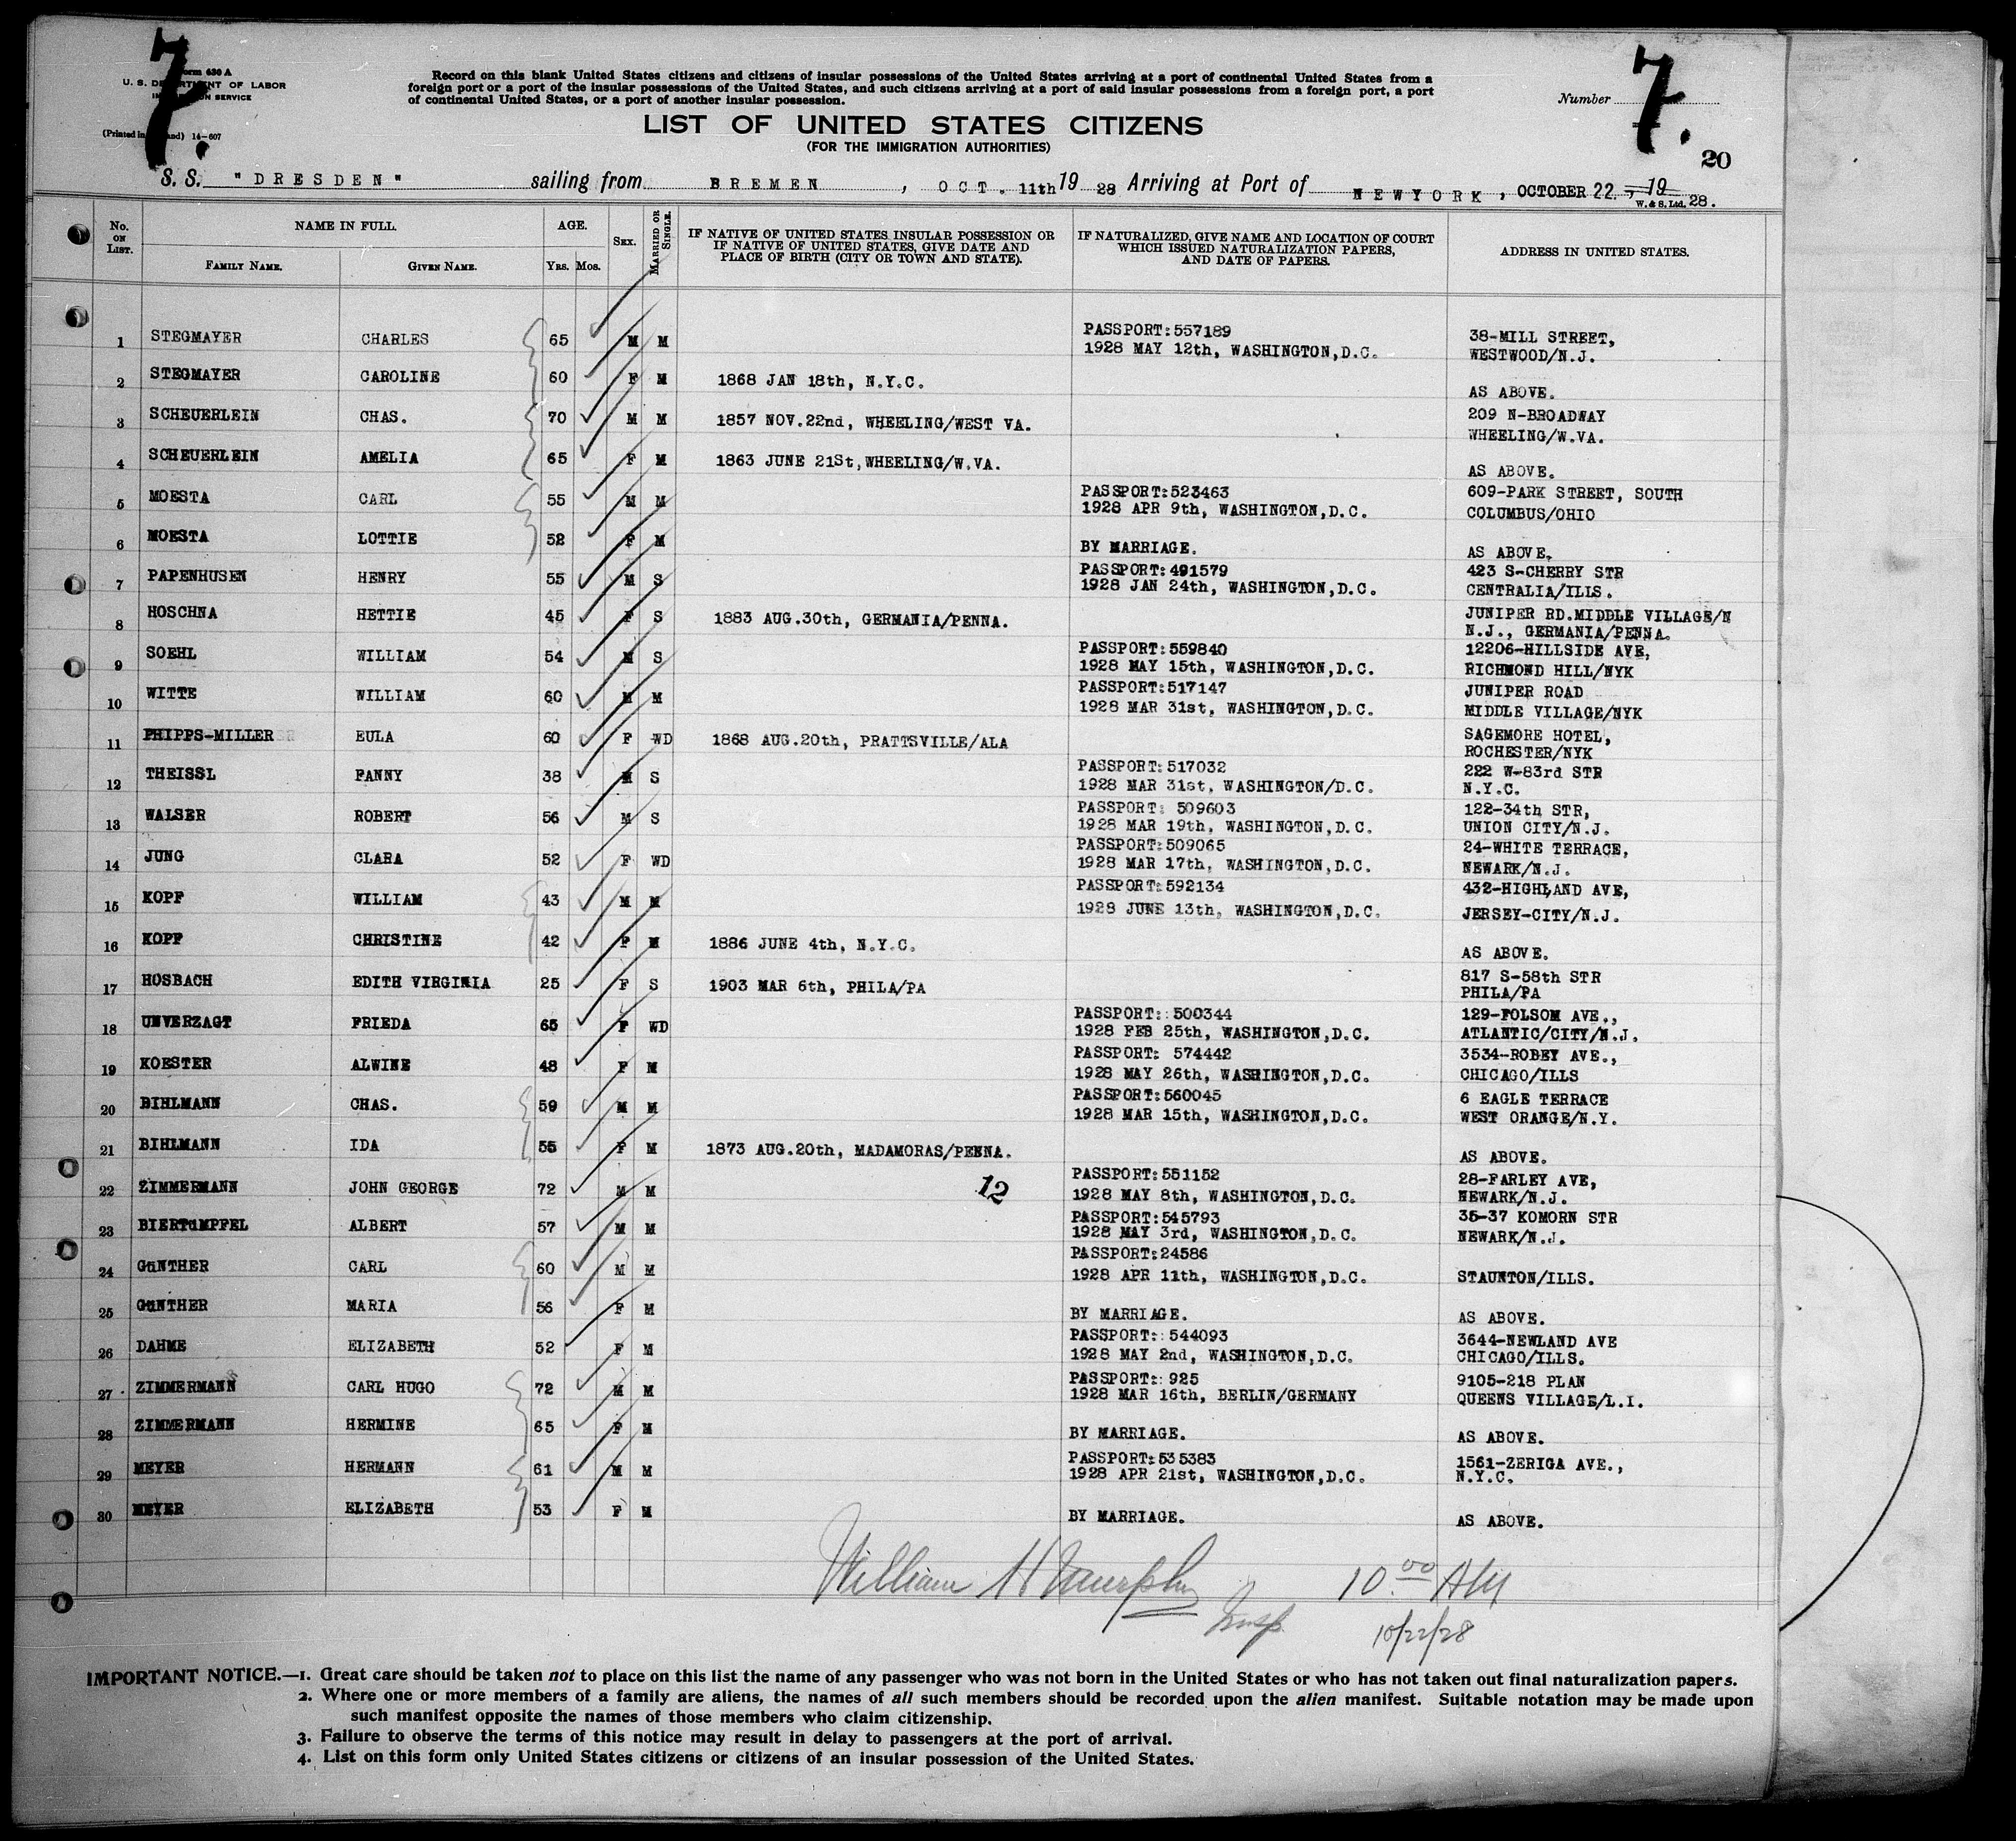 7.
7.
Form 630 A
U. S. DEPARTMENT OF LABOR
SERVICE
(Printed in 14-607
Record on this blank United States citizens and citizens of insular possessions of the United States arriving at a port of continental United States from a
foreign port or a port of the insular possessions of the United States, and such citizens arriving at a port of said insular possessions from a foreign port, a port
of continental United States, or a port of another insular possession.
Number
LIST OF UNITED STATES CITIZENS
(FOR THE IMMIGRATION AUTHORITIES)
20
S. S. "DRESDEN" sailing from BREMEN, OCT. 11th 19 28 Arriving at Port of NEWYORK, OCTOBER 22, 19 28.
W. & S. Ltd.
No. ON LIST. NAME IN FULL. AGE. SEX. MARRIED OR SINGLE. IF NATIVE OF UNITED STATES INSULAR POSSESSION OR IF NATIVE OF UNITED STATES, GIVE DATE AND PLACE OF BIRTH (CITY OR TOWN AND STATE). IF NATURALIZED, GIVE NAME AND LOCATION OF COURT WHICH ISSUED NATURALIZATION PAPERS, AND DATE OF PAPERS. ADDRESS IN UNITED STATES.
FAMILY NAME. GIVEN NAME. YRS. MOS.
1 STEGMAYER CHARLES 65 M M PASSPORT:557189 38-MILL STREET,
1928 MAY 12th, WASHINGTON,D.C. WESTWOOD/N.J.
2 STEGMAYER CAROLINE 60 F M 1868 JAN 18th, N.Y.C. AS ABOVE.
3 SCHEUERLEIN CHAS. 70 M M 1857 NOV.22nd, WHEELING/WEST VA. 209 N-BROADWAY
WHEELING/W.VA.
4 SCHEUERLEIN AMELIA 65 F M 1863 JUNE 21St,WHEELING/W.VA. AS ABOVE.
5 MOESTA CARL 55 M M PASSPORT:523463 609-PARK STREET, SOUTH
1928 APR 9th, WASHINGTON,D.C. COLUMBUS/OHIO
6 MOESTA LOTTIE 52 F M BY MARRIAGE. AS ABOVE.
7 PAPENHUSEN HENRY 55 M S PASSPORT:491579 423 S-CHERRY STR
1928 JAN 24th, WASHINGTON,D.C. CENTRALIA/ILLS.
8 HOSCHNA HETTIE 45 F S 1883 AUG.30th, GERMANIA/PENNA. JUNIPER RD.MIDDLE VILLAGE/N
N.J., GERMANIA/PENNA.
9 SOEHL WILLIAM 54 M S PASSPORT:559840 12206-HILLSIDE AVE,
1928 MAY 15th, WASHINGTON,D.C. RICHMOND HILL/NYK
10 WITTE WILLIAM 60 M M PASSPORT:517147 JUNIPER ROAD
1928 MAR 31st, WASHINGTON,D.C. MIDDLE VILLAGE/NYK
11 PHIPPS-MILLER EULA 60 F WD 1868 AUG.20th, PRATTSVILLE/ALA SAGEMORE HOTEL,
ROCHESTER/NYK
12 THEISSL FANNY 38 M S PASSPORT:517032 222 W-83rd STR
1928 MAR 31st, WASHINGTON/D.C. N.Y.C.
13 WALSER ROBERT 56 M S PASSPORT: 509603 122-34th STR,
1928 MAR 19th, WASHINGTON,D.C. UNION CITY/N.J.
14 JUNG CLARA 52 F WD PASSPORT:509065 24-WHITE TERRACE,
1928 MAR 17th, WASHINGTON,D.C. NEWARK/N.J.
15 KOPF WILLIAM 43 M M PASSPORT:592134 432-HIGHLAND AVE,
1928 JUNE 13th, WASHINGTON,D.C. JERSEY-CITY/N.J.
16 KOPF CHRISTINE 42 F M 1886 JUNE 4th, N.Y.C. AS ABOVE.
17 HOSBACH EDITH VIRGINIA 25 F S 1903 MAR 6th, PHILA/PA 817 S-58th STR
PHILA/PA
18 UNVERZAGT FRIEDA 65 F WD PASSPORT: 500344 129-FOLSOM AVE.,
1928 FEB 25th, WASHINGTON,D.C. ATLANTIC/CITY/N.J.
19 KOESTER ALWINE 48 F M PASSPORT: 574442 3534-ROBEY AVE.,
1928 MAY 26th, WASHINGTON,D.C. CHICAGO/ILLS
20 BIHLMANN CHAS. 59 M M PASSPORT:560045 6 EAGLE TERRACE
1928 MAR 15th, WASHINGTON,D.C. WEST ORANGE/N.Y.
21 BIHLMANN IDA 55 F M 1873 AUG.20th, MADAMORAS/PENNA. AS ABOVE.
22 ZIMMERMANN JOHN GEORGE 72 M M 12 PASSPORT:551152 28-FARLEY AVE,
1928 MAY 8th, WASHINGTON,D.C. NEWARK/N.J.
23 BIERTüMPFEL ALBERT 57 M M PASSPORT:545793 35-37 KOMORN STR
1928 MAY 3rd, WASHINGTON,D.C. NEWARK/N.J.
24 GüNTHER CARL 60 M M PASSPORT:24586
1928 APR 11th, WASHINGTON,D.C. STAUNTON/ILLS.
25 GüNTHER MARIA 56 F M BY MARRIAGE. AS ABOVE.
26 DAHME ELIZABETH 52 F M PASSPORT: 544093 3644-NEWLAND AVE
1928 MAY 2nd, WASHINGTON,D.C. CHICAGO/ILLS.
27 ZIMMERMANN CARL HUGO 72 M M PASSPORT: 925 9105-218 PLAN
1928 MAR 16th, BERLIN/GERMANY QUEENS VILLAGE/L.I.
28 ZIMMERMANN HERMINE 65 F M BY MARRIAGE. AS ABOVE.
29 MEYER HERMANN 61 M M PASSPORT:535383 1561-ZERIGA AVE.,
1928 APR 21st, WASHINGTON,D.C. N.Y.C.
30 MEYER ELIZABETH 53 F M BY MARRIAGE. AS ABOVE.
William H Murphy 10.00 AM
Insp. 10/22/28
IMPORTANT NOTICE.—1. Great care should be taken not to place on this list the name of any passenger who was not born in the United States or who has not taken out final naturalization papers.
2. Where one or more members of a family are aliens, the names of all such members should be recorded upon the alien manifest. Suitable notation may be made upon
such manifest opposite the names of those members who claim citizenship.
3. Failure to observe the terms of this notice may result in delay to passengers at the port of arrival.
4. List on this form only United States citizens or citizens of an insular possession of the United States.